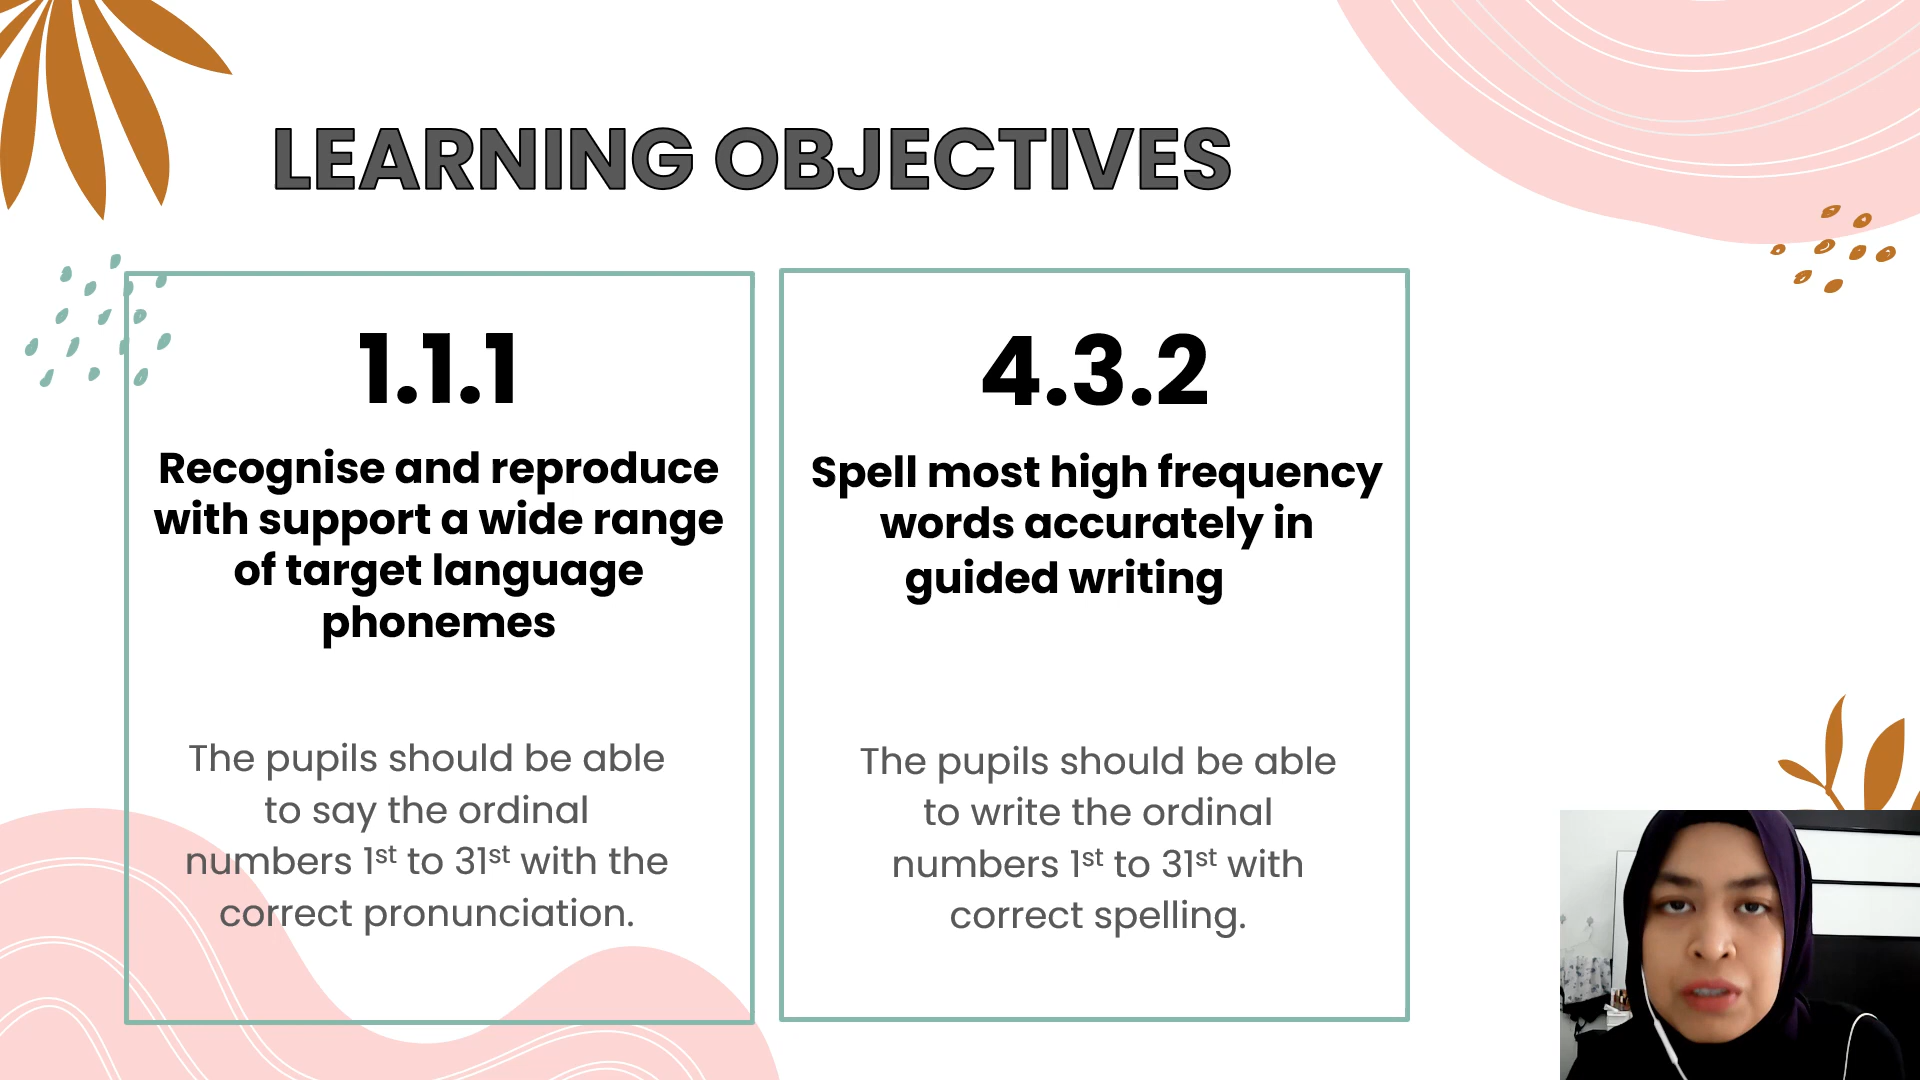 LEARNING OBJECTIVES
1.1.1
Recognise and reproduce
with support a wide range
of target language
phonemes
The pupils should be able
to say the ordinal
numbers 1st to 31st with the
correct pronunciation.
4.3.2
Spell most high frequency
words accurately in
guided writing
The pupils should be able
to write the ordinal
numbers 1st to 31st with
correct spelling.